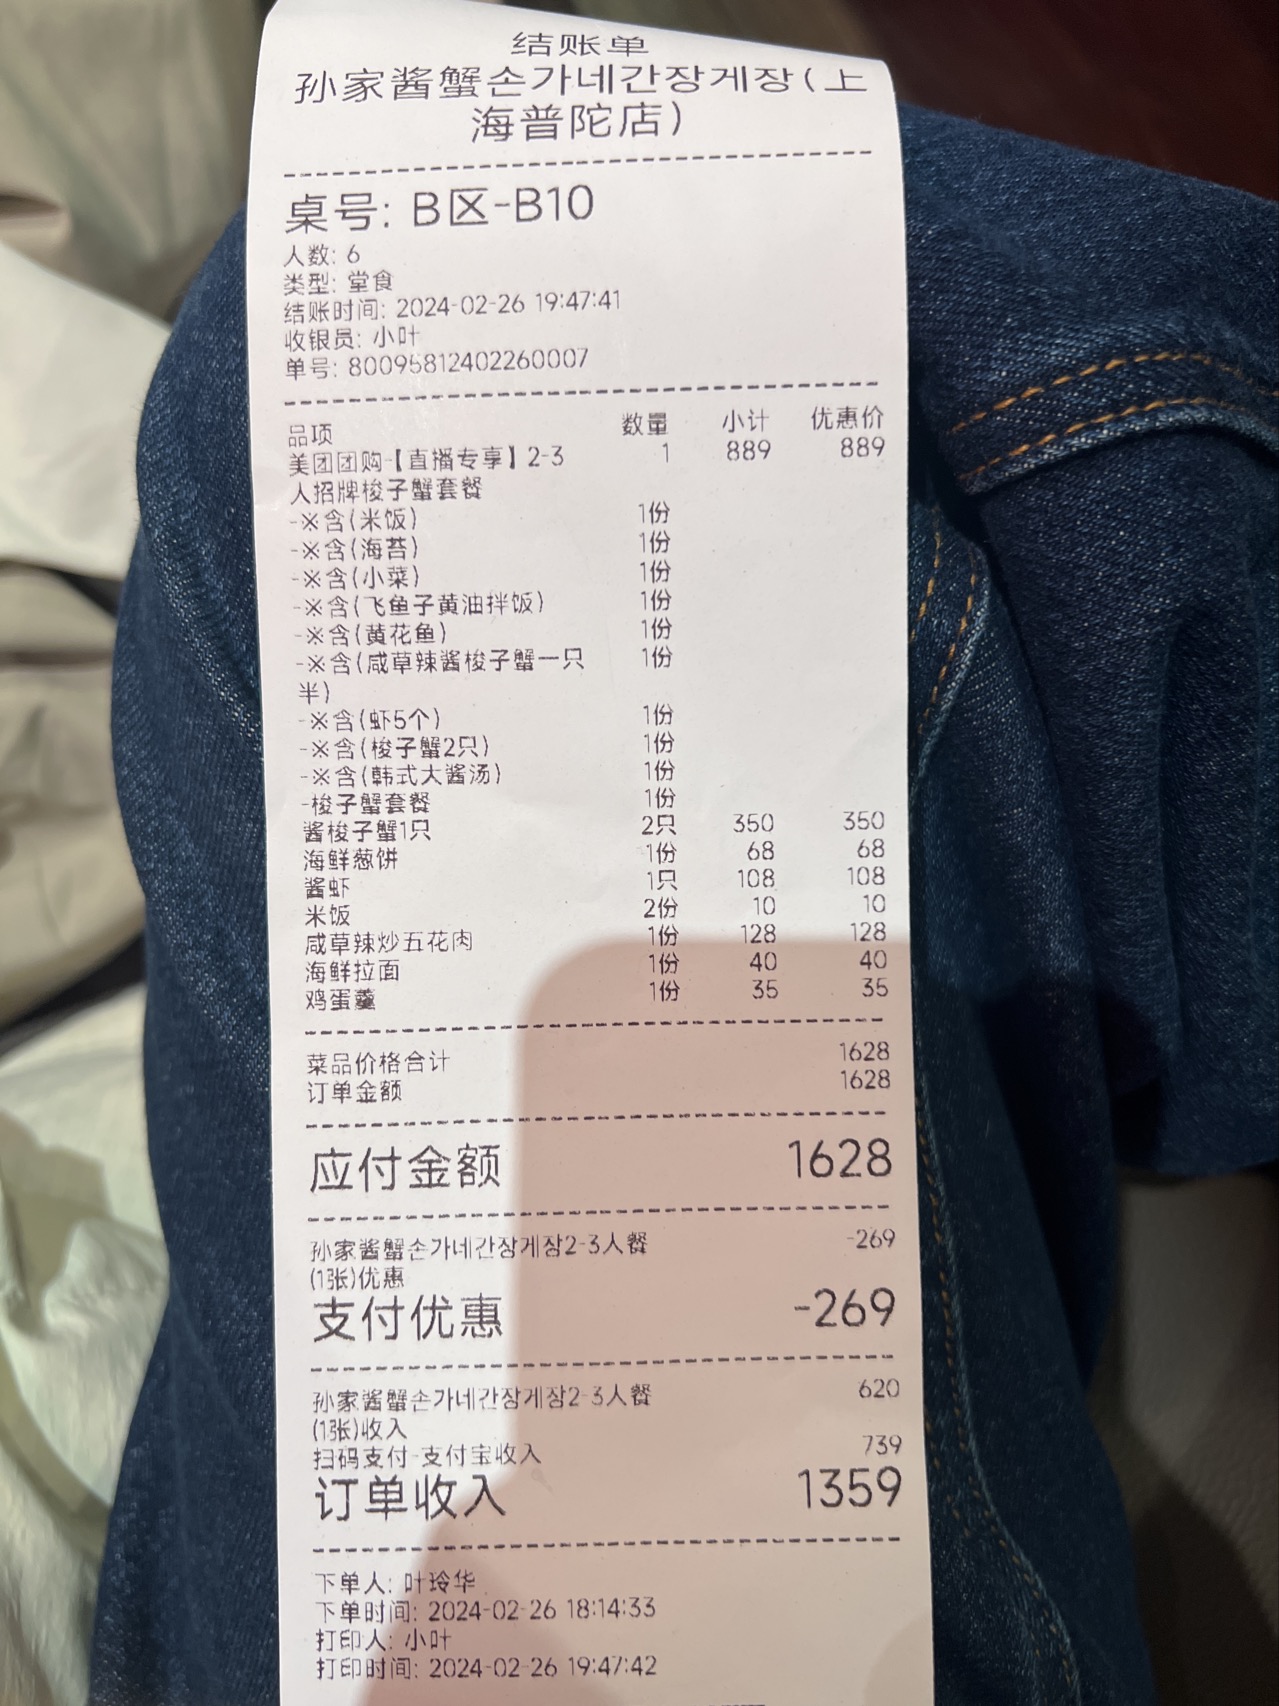 结账单
孙家酱蟹손가네간장게장(上
海普陀店)
桌号: B区-B10
人数: 6
类型: 堂食
结账时间: 2024-02-26 19:47:41
收银员: 小叶
单号: 80095812402260007
品项 数量 小计 优惠价
美团团购-【直播专享】2-3 1 889 889
人招牌梭子蟹套餐
-※含(米饭) 1份
-※含(海苔) 1份
-※含(小菜) 1份
-※含(飞鱼子黄油拌饭) 1份
-※含(黄花鱼) 1份
-※含(咸草辣酱梭子蟹一只 1份
半)
-※含(虾5个) 1份
-※含(梭子蟹2只) 1份
-※含(韩式大酱汤) 1份
-梭子蟹套餐 1份
酱梭子蟹1只 2只 350 350
海鲜葱饼 1份 68 68
酱虾 1只 108 108
米饭 2份 10 10
咸草辣炒五花肉 1份 128 128
海鲜拉面 1份 40 40
鸡蛋羹 1份 35 35
菜品价格合计 1628
订单金额 1628
应付金额 1628
孙家酱蟹손가네간장게장2-3人餐 -269
(1张)优惠
支付优惠 -269
孙家酱蟹손가네간장게장2-3人餐 620
(1张)收入
扫码支付-支付宝收入 739
订单收入 1359
下单人: 叶玲华
下单时间: 2024-02-26 18:14:33
打印人: 小叶
打印时间: 2024-02-26 19:47:42